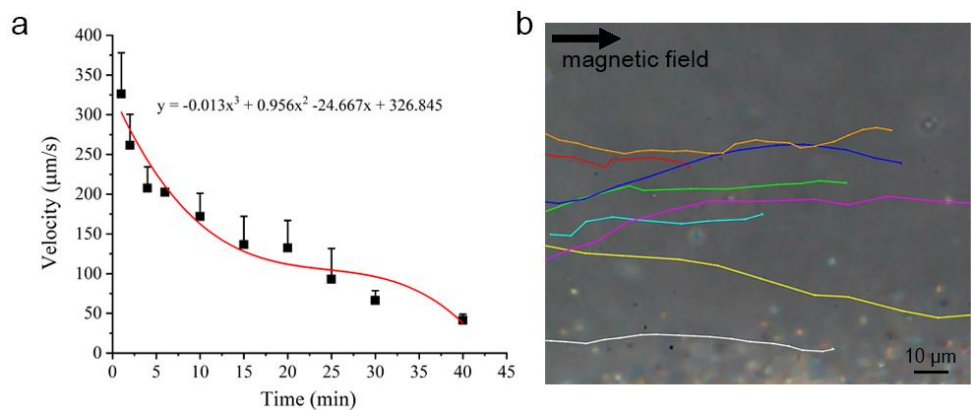 a
400
350
300
250
200
150
100
50
0
Velocity (µm/s)
y = -0.013x³ + 0.956x² -24.667x + 326.845
0 5 10 15 20 25 30 35 40 45
Time (min)
b
magnetic field
10 µm